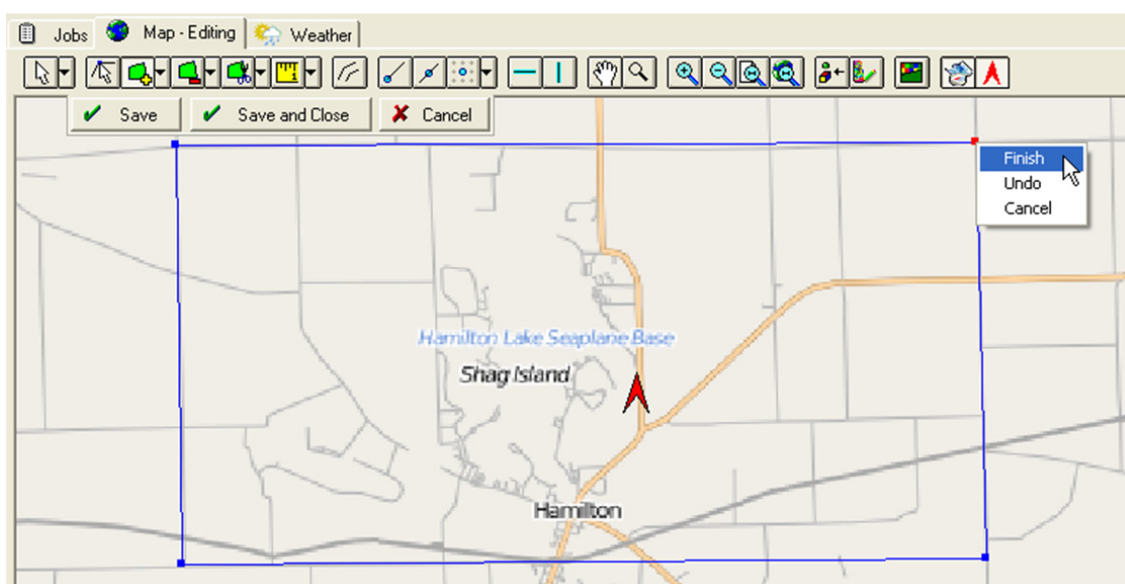 Jobs Map - Editing Weather
Save Save and Close Cancel
Finish
Undo
Cancel
Hamilton Lake Seaplane Base
Shag Island
Hamilton